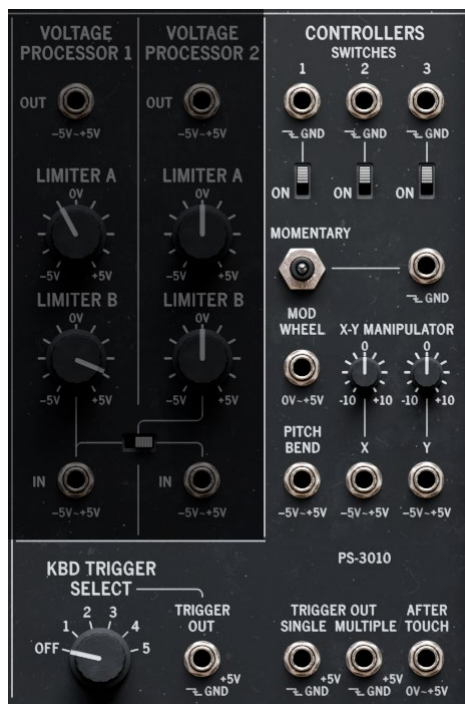 VOLTAGE
PROCESSOR 1
OUT
-5V~+5V
LIMITER A
0V
-5V +5V
LIMITER B
0V
-5V +5V
IN
-5V~+5V
VOLTAGE
PROCESSOR 2
OUT
-5V~+5V
LIMITER A
0V
-5V +5V
LIMITER B
0V
-5V +5V
IN
-5V~+5V
CONTROLLERS
SWITCHES
1 2 3
GND GND GND
ON ON ON
MOMENTARY
GND
MOD
WHEEL
0V~+5V
X-Y MANIPULATOR
0 0
-10 +10 -10 +10
PITCH
BEND
X Y
-5V~+5V -5V~+5V -5V~+5V
PS-3010
KBD TRIGGER
SELECT
OFF 1 2 3 4 5
TRIGGER
OUT
+5V
GND
TRIGGER OUT
SINGLE MULTIPLE
+5V +5V
GND GND
AFTER
TOUCH
0V~+5V